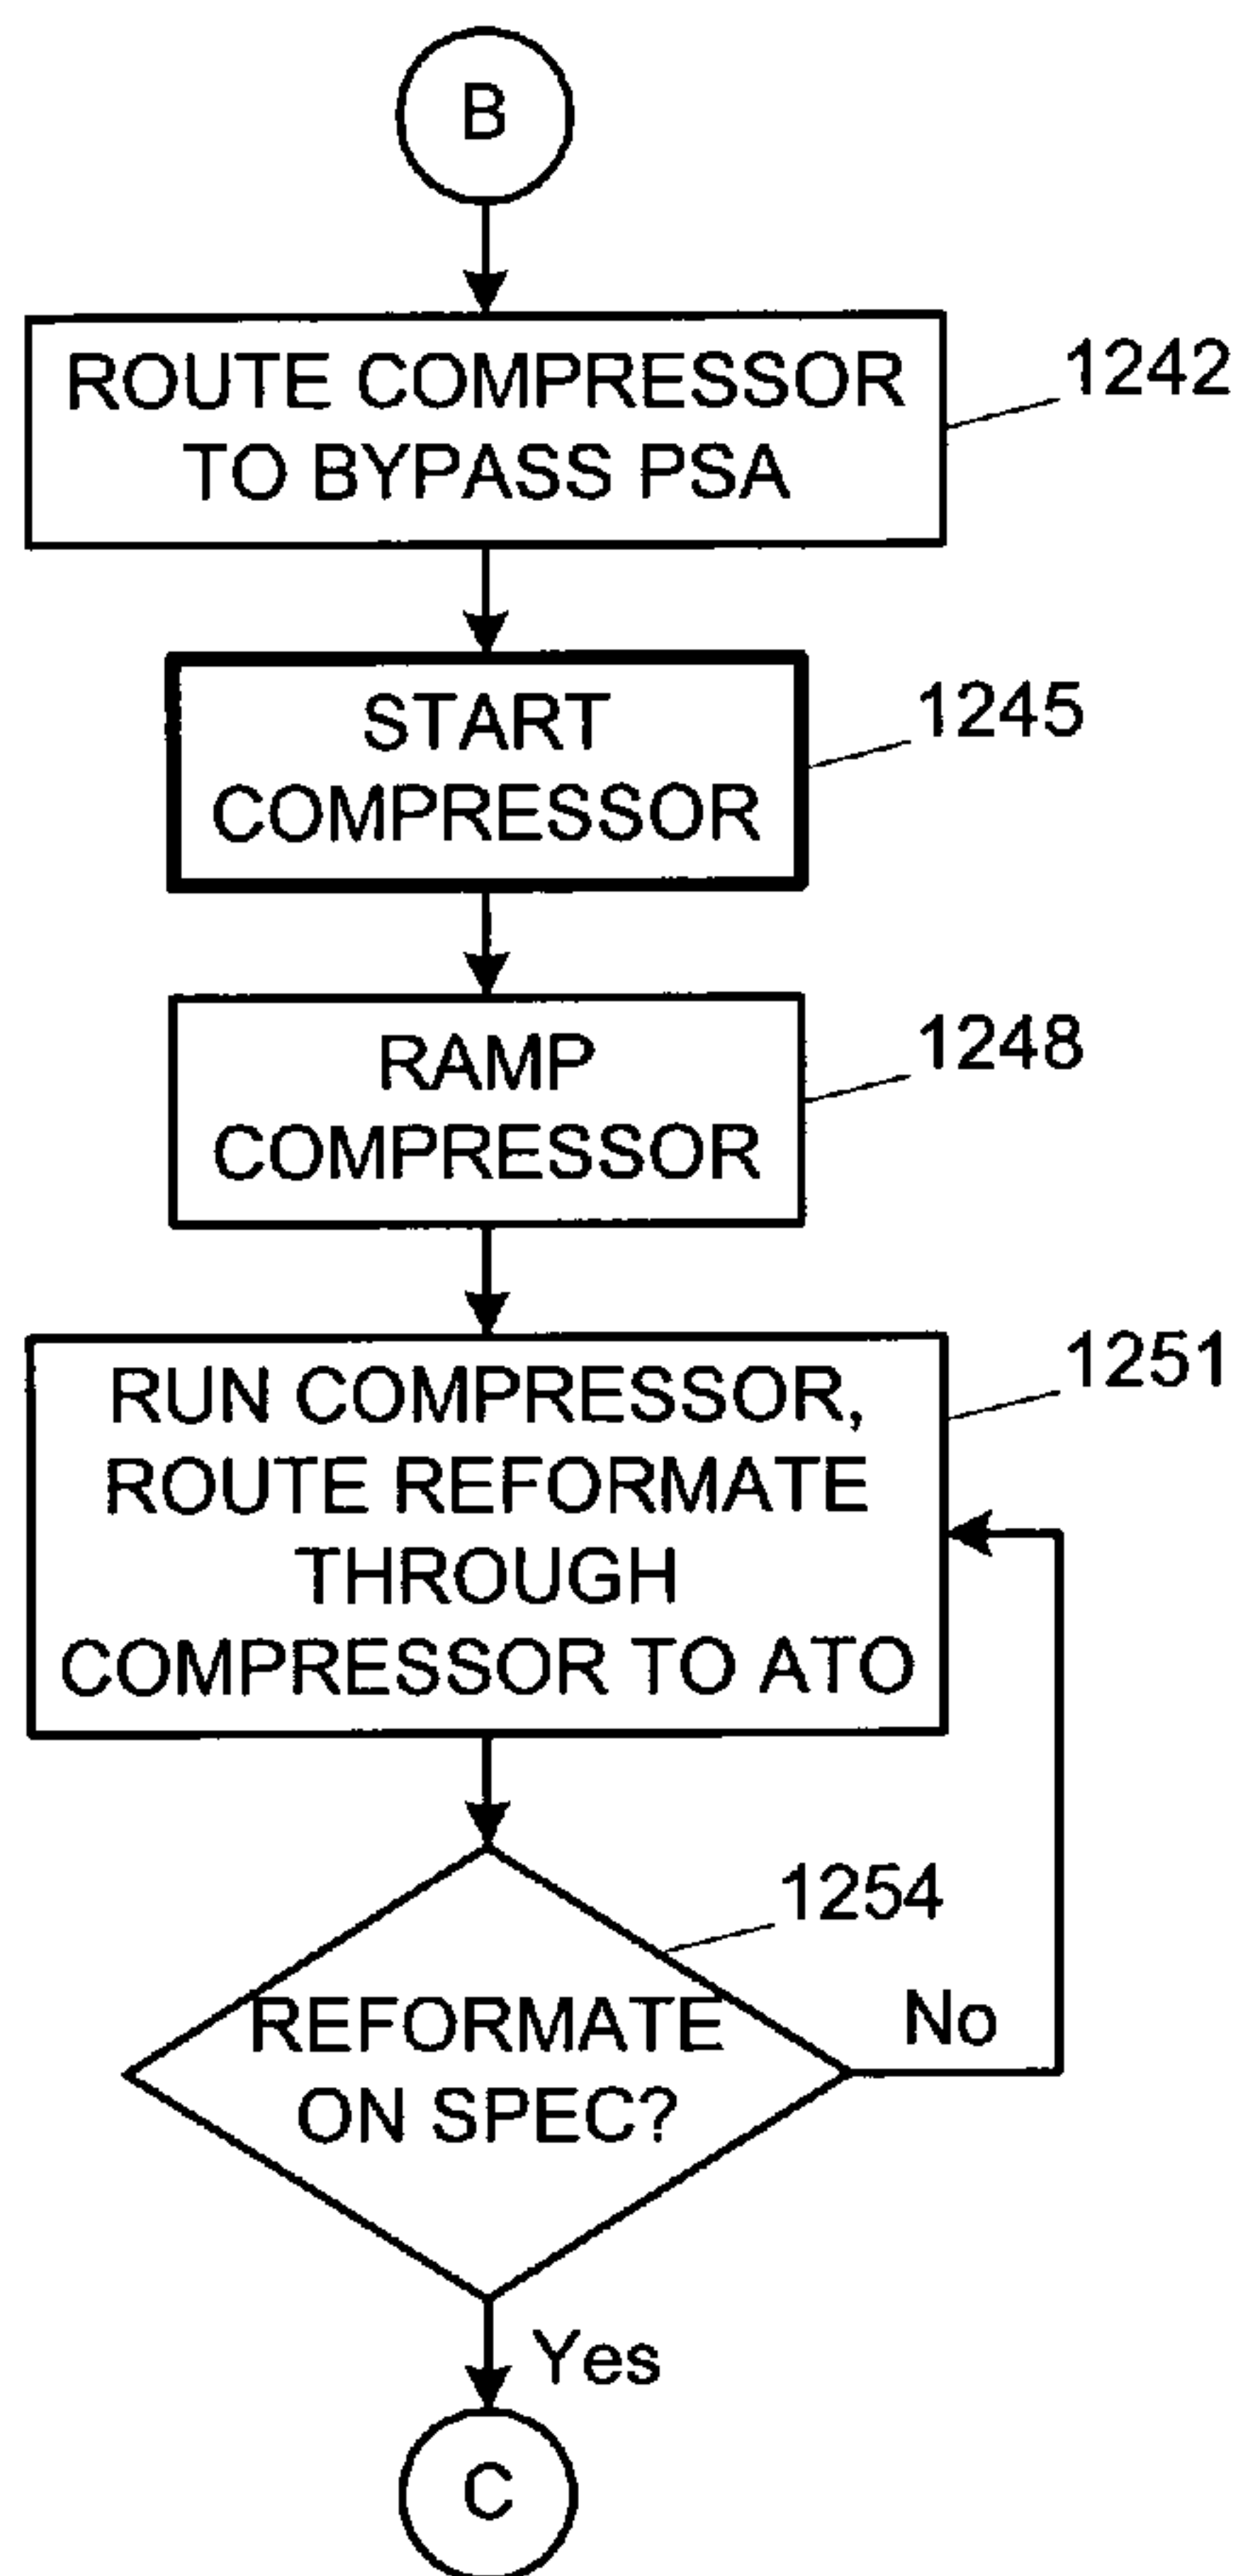 B
ROUTE COMPRESSOR
TO BYPASS PSA
1242
START
COMPRESSOR
1245
RAMP
COMPRESSOR
1248
RUN COMPRESSOR,
ROUTE REFORMATE
THROUGH
COMPRESSOR TO ATO
1251
REFORMATE
ON SPEC?
1254
No
Yes
C